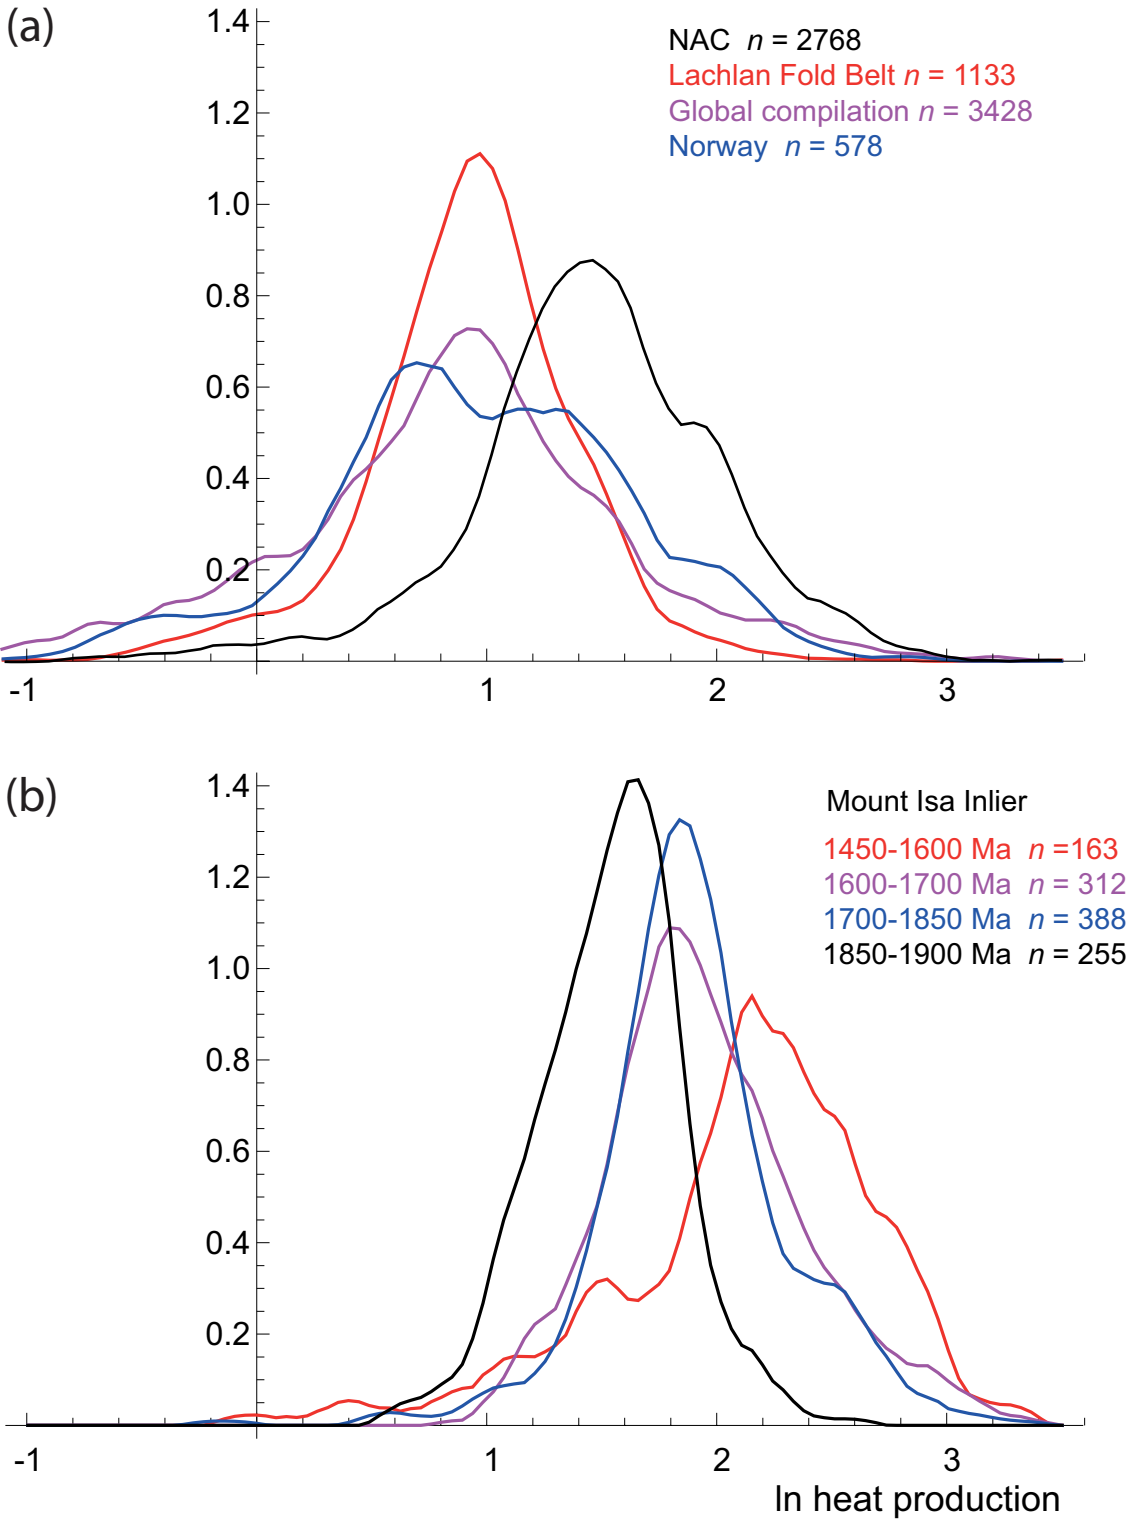 (a)
1.4
1.2
1.0
0.8
0.6
0.4
0.2
-1
1
2
3
NAC n = 2768
Lachlan Fold Belt n = 1133
Global compilation n = 3428
Norway n = 578
(b)
1.4
1.2
1.0
0.8
0.6
0.4
0.2
-1
1
2
3
Mount Isa Inlier
1450-1600 Ma n =163
1600-1700 Ma n = 312
1700-1850 Ma n = 388
1850-1900 Ma n = 255
ln heat production